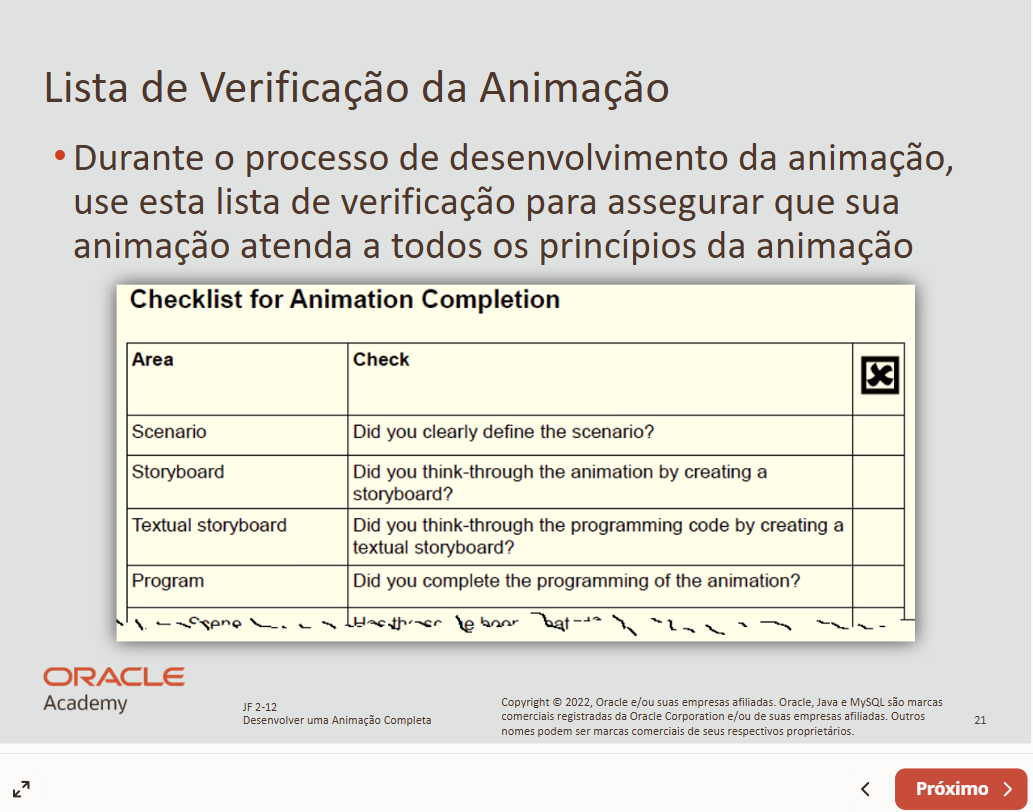 Lista de Verificação da Animação
• Durante o processo de desenvolvimento da animação,
use esta lista de verificação para assegurar que sua
animação atenda a todos os princípios da animação
Checklist for Animation Completion
Area Check
Scenario Did you clearly define the scenario?
Storyboard Did you think-through the animation by creating a
storyboard?
Textual storyboard Did you think-through the programming code by creating a
textual storyboard?
Program Did you complete the programming of the animation?
Scene
ORACLE
Academy
JF 2-12
Desenvolver uma Animação Completa
Copyright © 2022, Oracle e/ou suas empresas afiliadas. Oracle, Java e MySQL são marcas
comerciais registradas da Oracle Corporation e/ou de suas empresas afiliadas. Outros
nomes podem ser marcas comerciais de seus respectivos proprietários.
21
Próximo